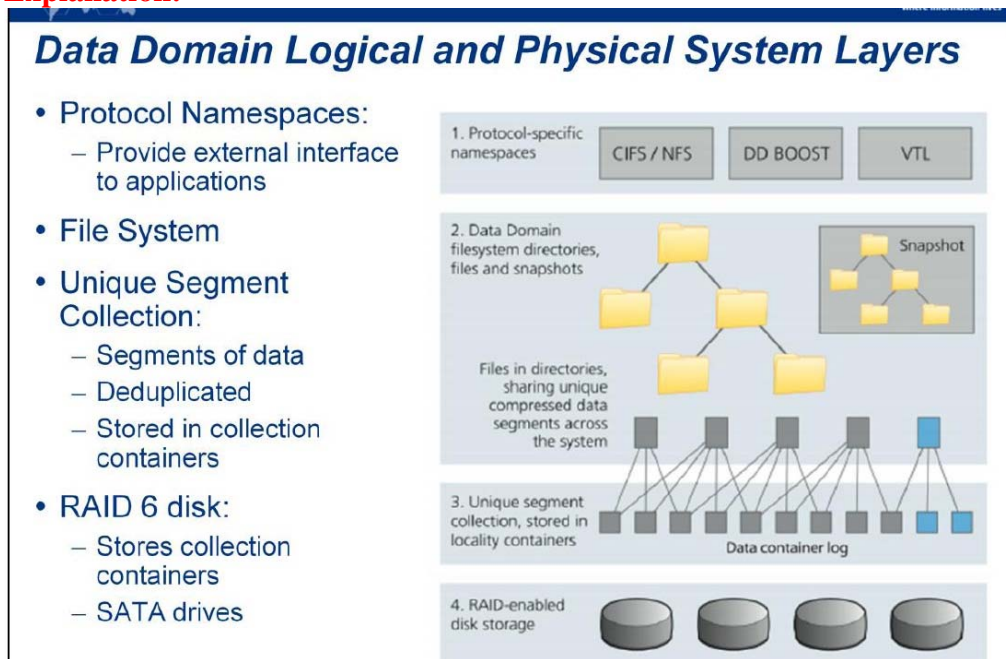 Explanation:
where information lives
Data Domain Logical and Physical System Layers
• Protocol Namespaces:
– Provide external interface
to applications
• File System
• Unique Segment
Collection:
– Segments of data
– Deduplicated
– Stored in collection
containers
• RAID 6 disk:
– Stores collection
containers
– SATA drives
1. Protocol-specific
namespaces
CIFS / NFS
DD BOOST
VTL
2. Data Domain
filesystem directories,
files and snapshots
Snapshot
Files in directories,
sharing unique
compressed data
segments across
the system
3. Unique segment
collection, stored in
locality containers
Data container log
4. RAID-enabled
disk storage